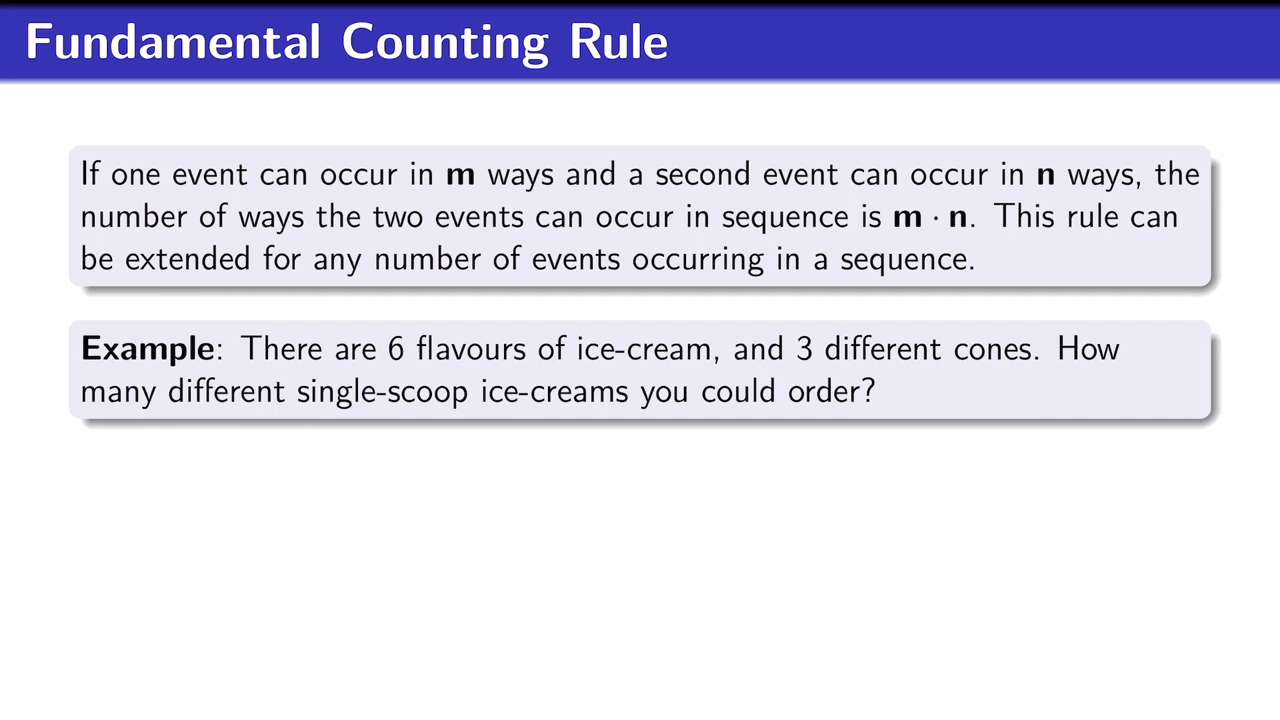 Fundamental Counting Rule
If one event can occur in m ways and a second event can occur in n ways, the
number of ways the two events can occur in sequence is m · n. This rule can
be extended for any number of events occurring in a sequence.
Example: There are 6 flavours of ice-cream, and 3 different cones. How
many different single-scoop ice-creams you could order?